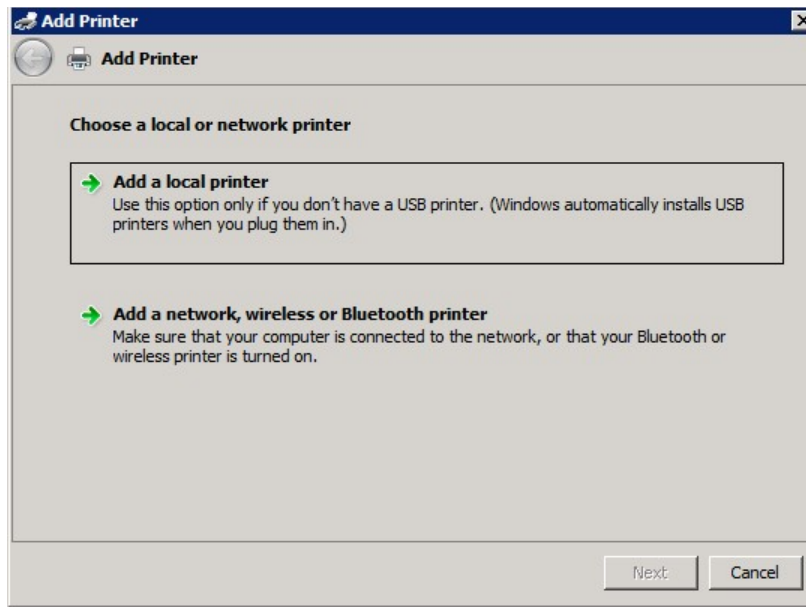 Add Printer
Add Printer
Choose a local or network printer
Add a local printer
Use this option only if you don't have a USB printer. (Windows automatically installs USB
printers when you plug them in.)
Add a network, wireless or Bluetooth printer
Make sure that your computer is connected to the network, or that your Bluetooth or
wireless printer is turned on.
Next
Cancel